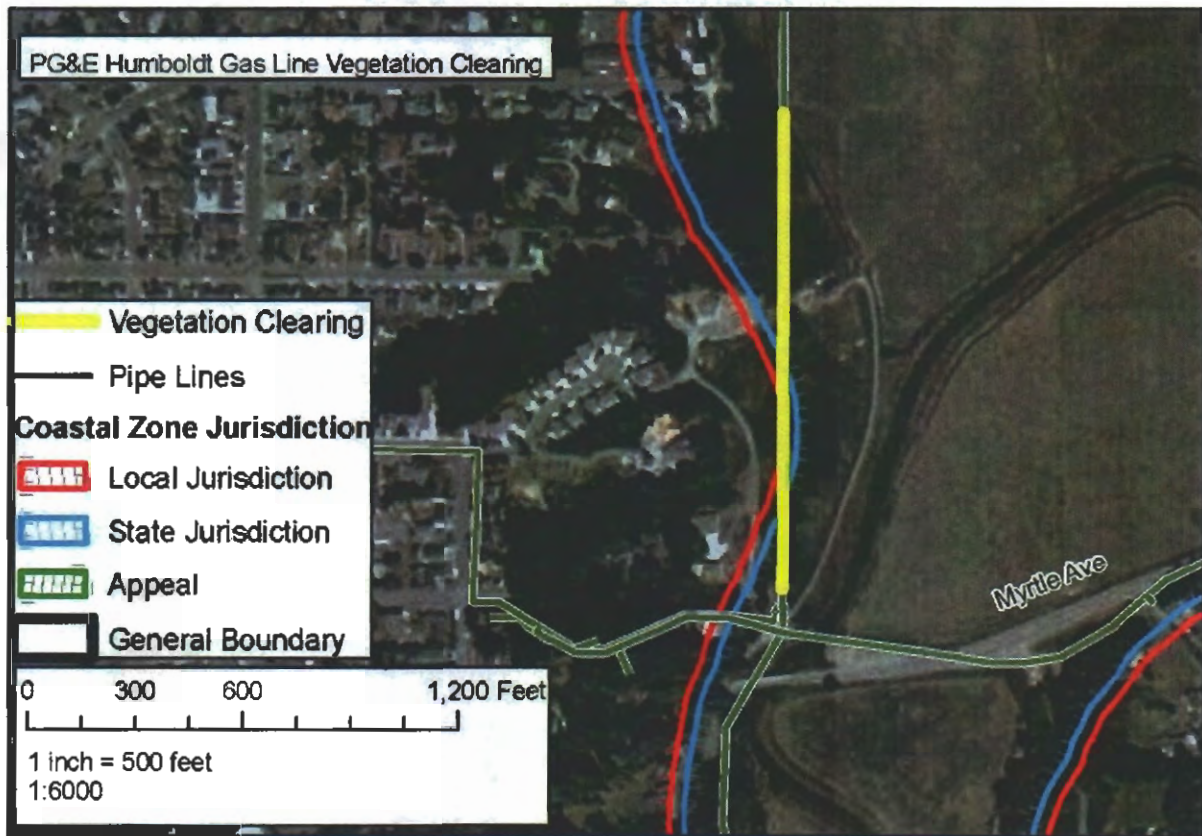 PG&E Humboldt Gas Line Vegetation Clearing
Vegetation Clearing
Pipe Lines
Coastal Zone Jurisdiction
Local Jurisdiction
State Jurisdiction
Appeal
General Boundary
0 300 600 1,200 Feet
1 inch = 500 feet
1:6000
Myrtle Ave